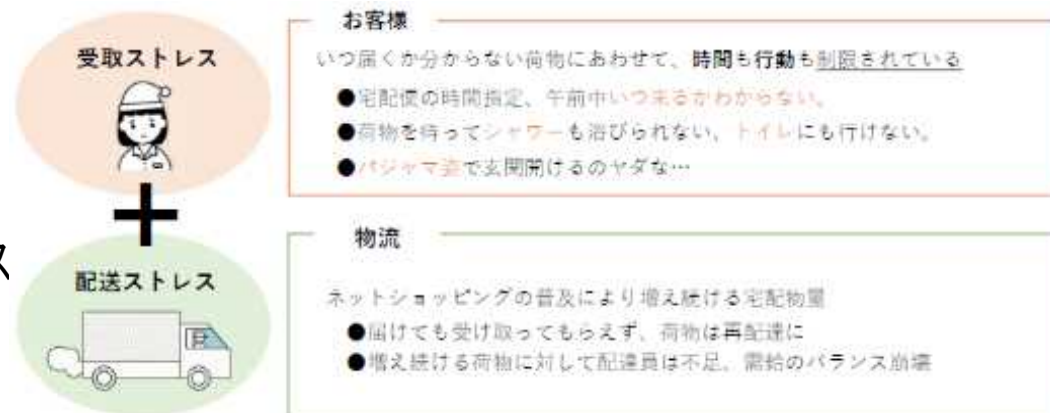 お客様
受取ストレス
いつ届くか分からない荷物にあわせて、時間も行動も制限されている
●宅配便の時間指定、午前中いつ来るかわからない。
●荷物を待ってシャワーも浴びられない、トイレにも行けない。
●パジャマ姿で玄関開けるのヤダな…
物流
ス
配送ストレス
ネットショッピングの普及により増え続ける宅配物量
●届けても受け取ってもらえず、荷物は再配達に
●増え続ける荷物に対して配達員は不足、需給のバランス崩壊